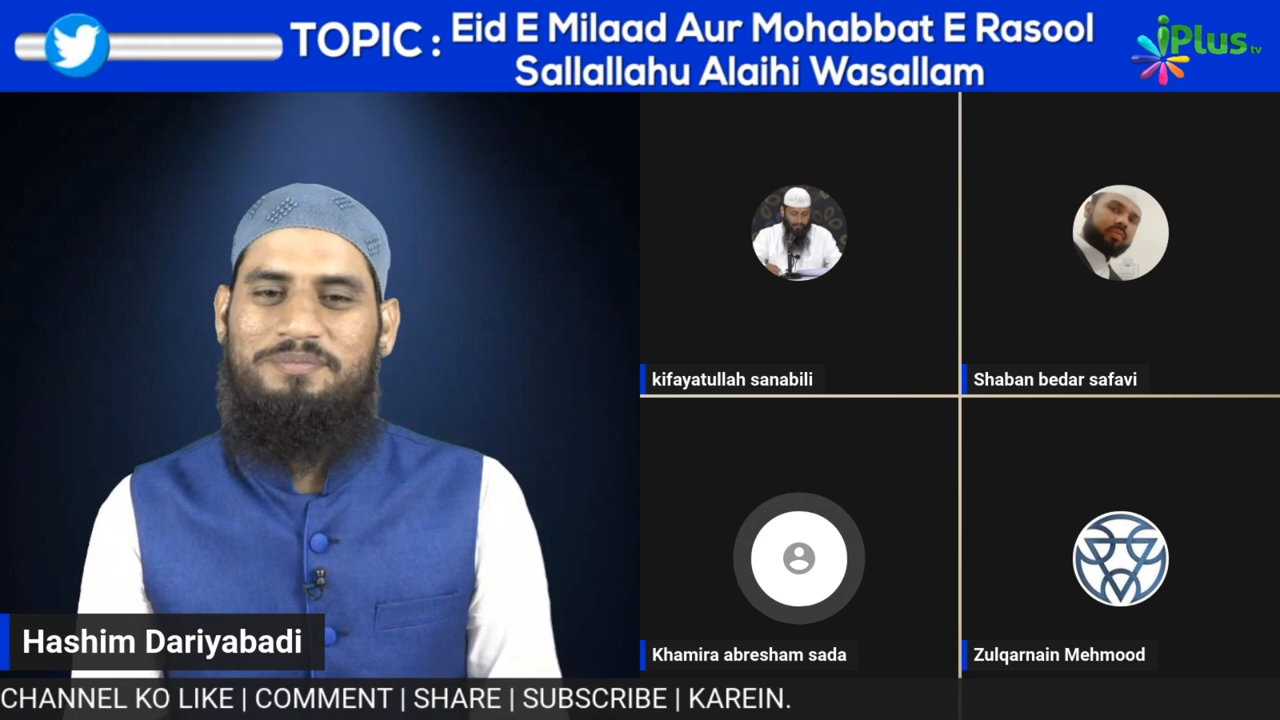 TOPIC : Eid E Milaad Aur Mohabbat E Rasool
Sallallahu Alaihi Wasallam
iPlus tv
kifayatullah sanabili
Shaban bedar safavi
Hashim Dariyabadi
Khamira abresham sada
Zulqarnain Mehmood
CHANNEL KO LIKE | COMMENT | SHARE | SUBSCRIBE | KAREIN.